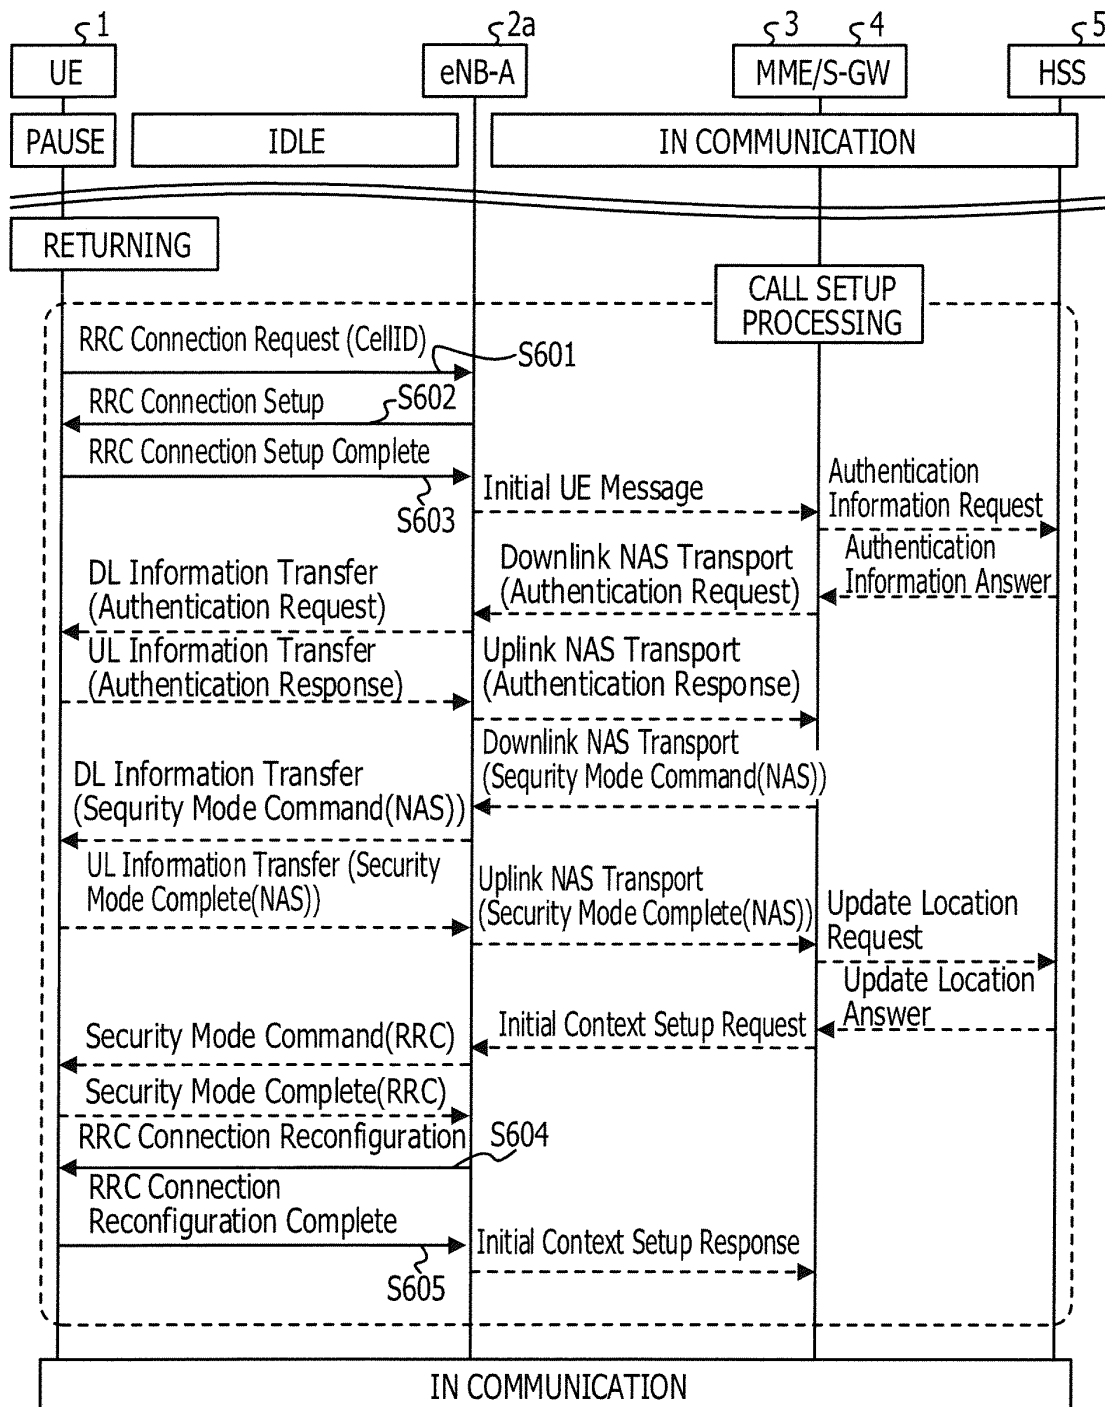 1
2a
3
4
5
UE
eNB-A
MME/S-GW
HSS
PAUSE
IDLE
IN COMMUNICATION
RETURNING
CALL SETUP
PROCESSING
RRC Connection Request (CellID)
S601
RRC Connection Setup
S602
RRC Connection Setup Complete
S603
Initial UE Message
Authentication
Information Request
Authentication
Information Answer
Downlink NAS Transport
(Authentication Request)
DL Information Transfer
(Authentication Request)
UL Information Transfer
(Authentication Response)
Uplink NAS Transport
(Authentication Response)
Downlink NAS Transport
(Sequrity Mode Command(NAS))
DL Information Transfer
(Sequrity Mode Command(NAS))
UL Information Transfer (Security
Mode Complete(NAS))
Uplink NAS Transport
(Security Mode Complete(NAS))
Update Location
Request
Update Location
Answer
Initial Context Setup Request
Security Mode Command(RRC)
Security Mode Complete(RRC)
RRC Connection Reconfiguration
S604
RRC Connection
Reconfiguration Complete
S605
Initial Context Setup Response
IN COMMUNICATION